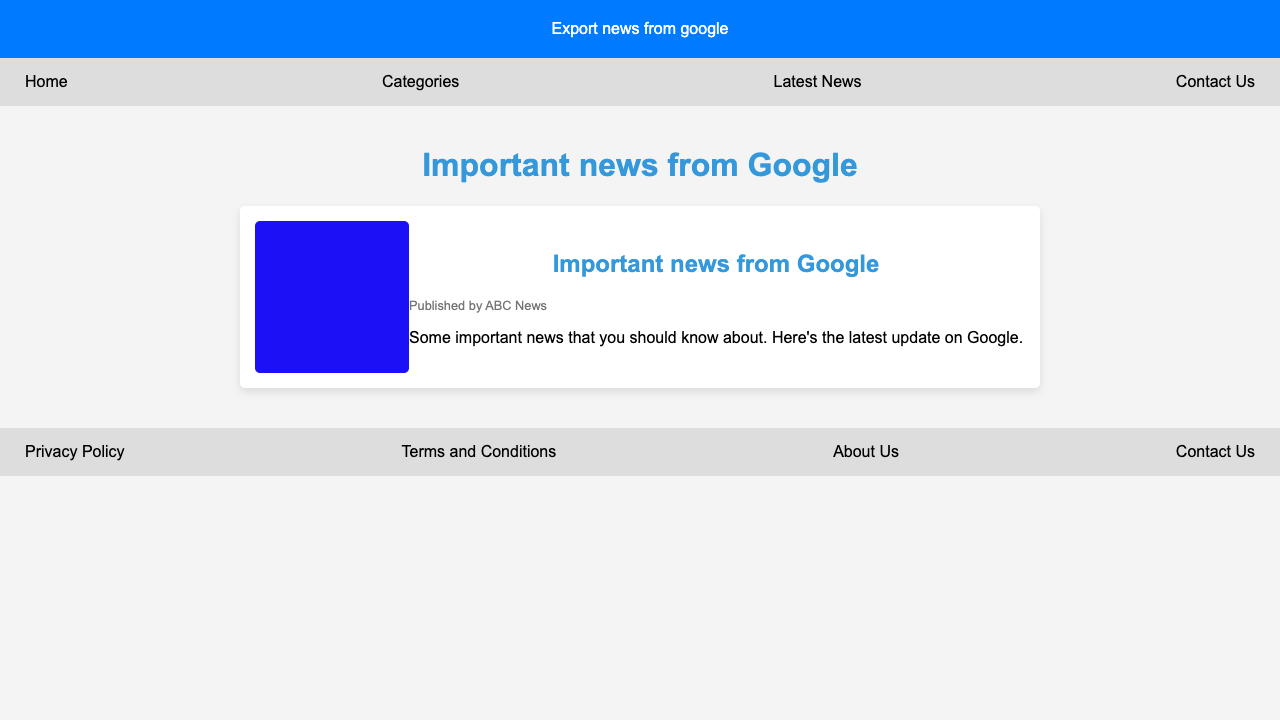 Export news from google
Home Categories Latest News Contact Us
Important news from Google
Important news from Google
Published by ABC News
Some important news that you should know about. Here's the latest update on Google.
Privacy Policy Terms and Conditions About Us Contact Us